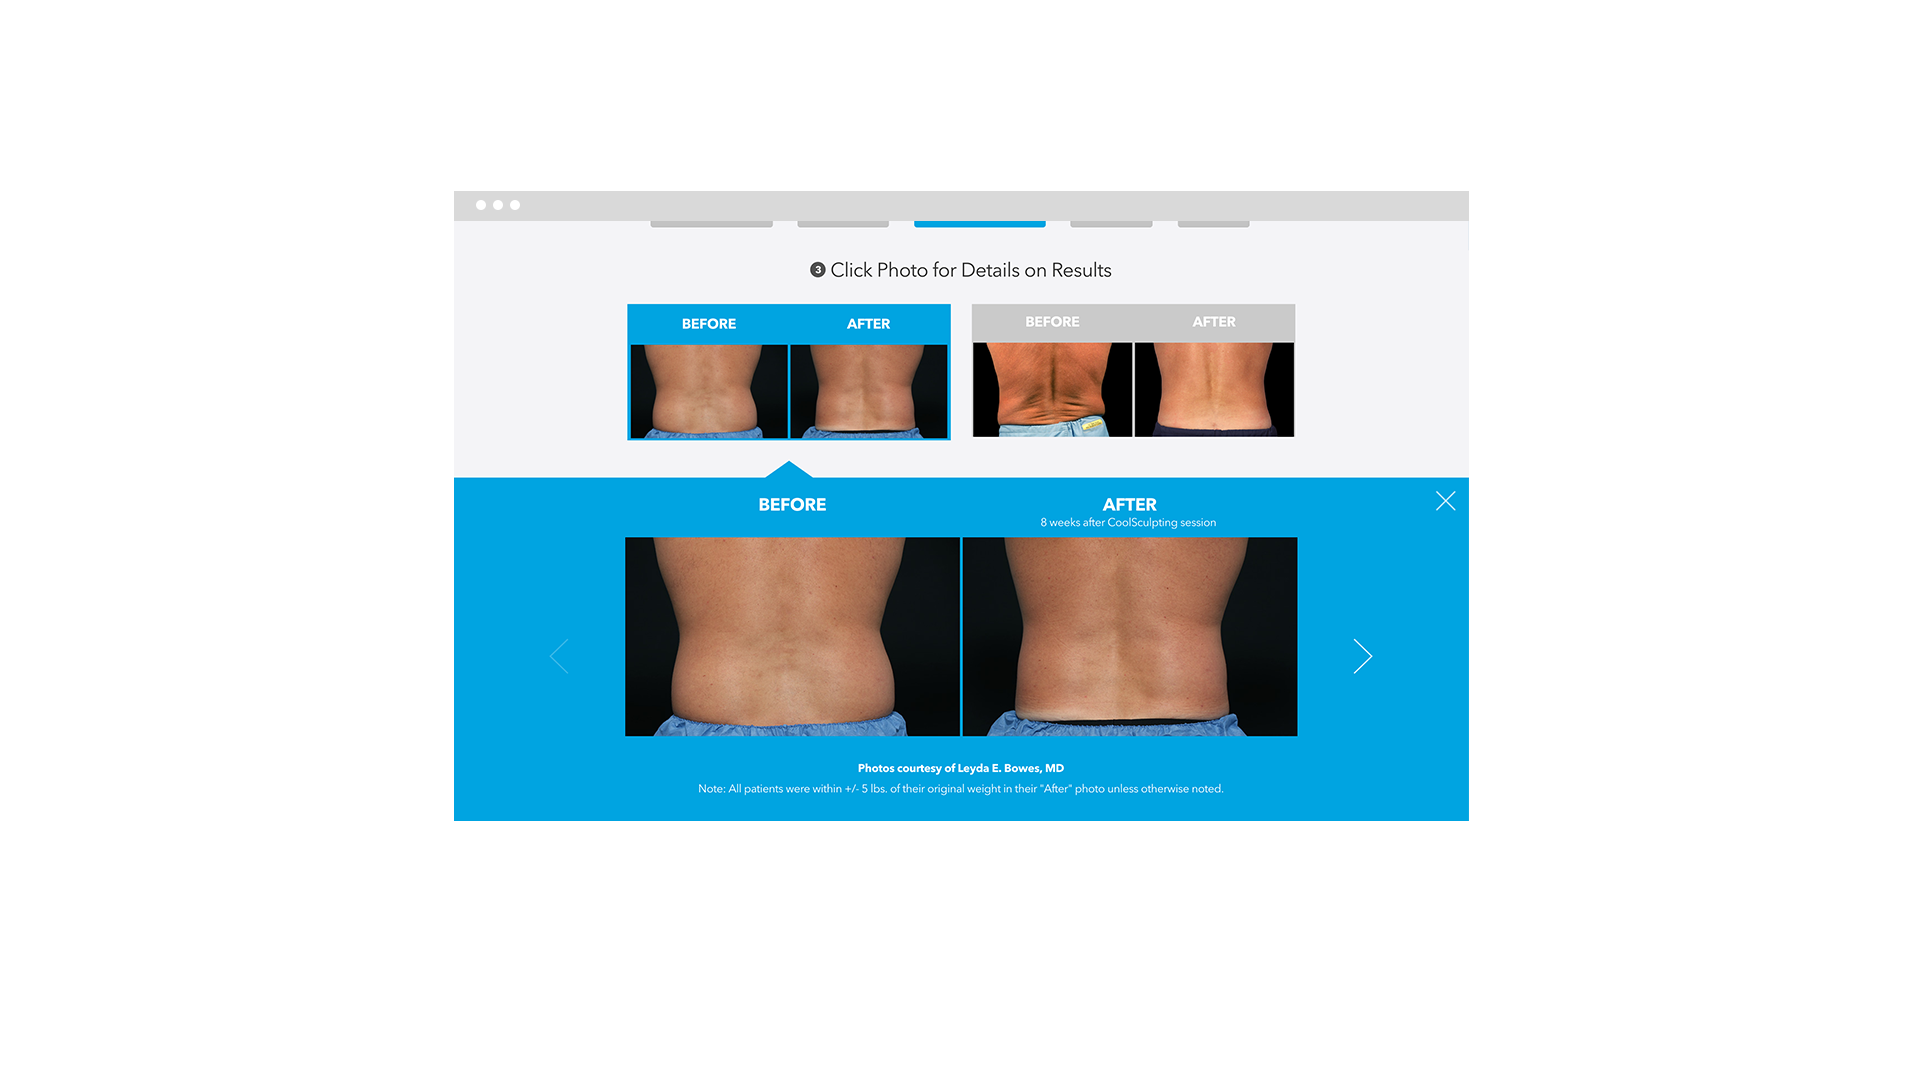 3 Click Photo for Details on Results
BEFORE AFTER
BEFORE AFTER
BEFORE
AFTER
8 weeks after CoolSculpting session
Photos courtesy of Leyda E. Bowes, MD
Note: All patients were within +/- 5 lbs. of their original weight in their "After" photo unless otherwise noted.